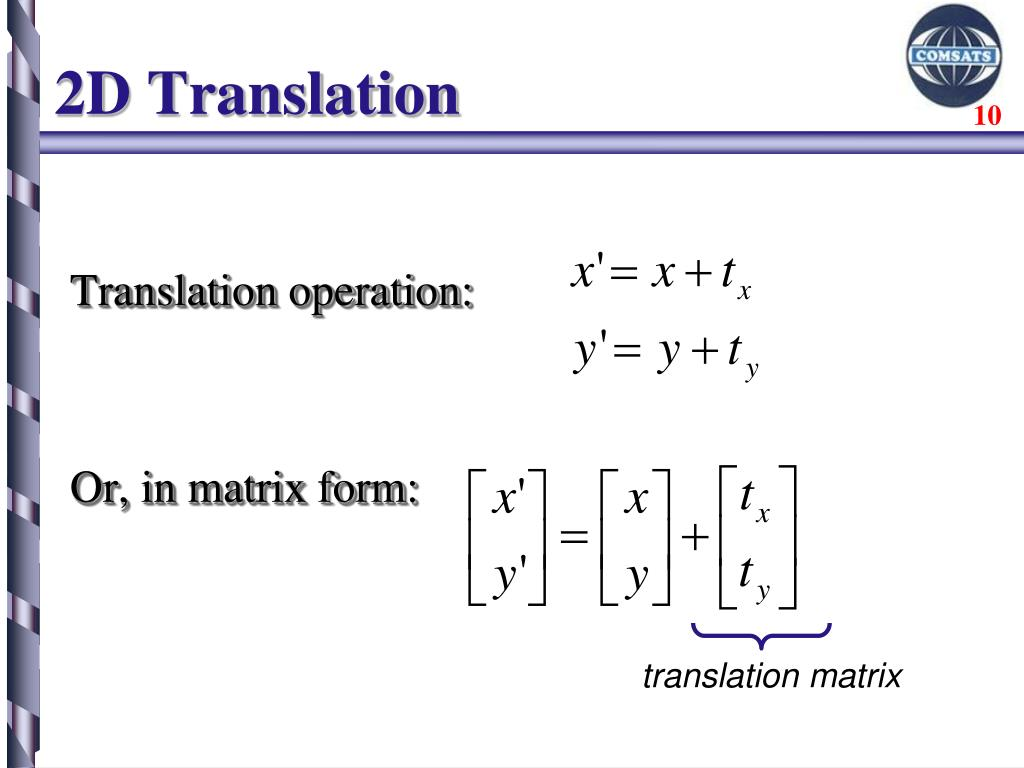 COMSATS
10
2D Translation
Translation operation:
x' = x + t_x
y' = y + t_y
Or, in matrix form:
[x' y'] = [x y] + [t_x t_y]
translation matrix